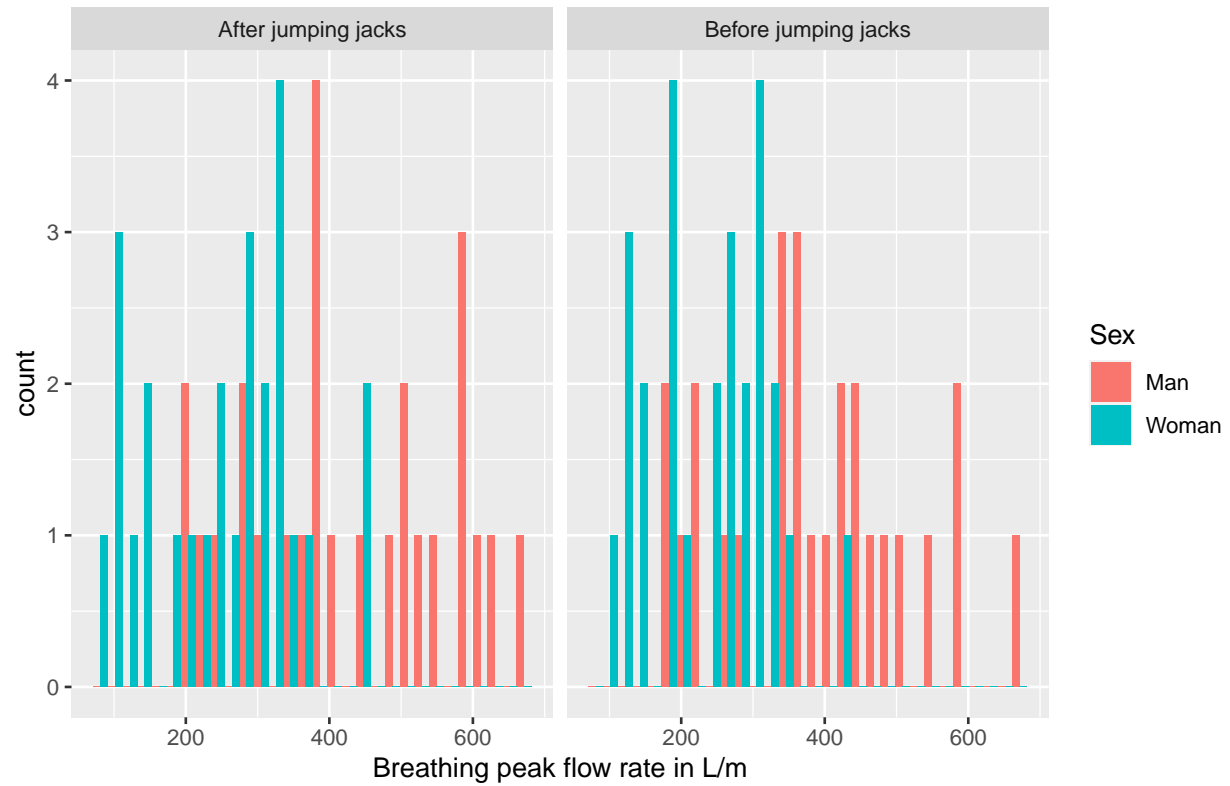 After jumping jacks
Before jumping jacks
4
3
2
1
0
count
200
400
600
200
400
600
Breathing peak flow rate in L/m
Sex
Man
Woman